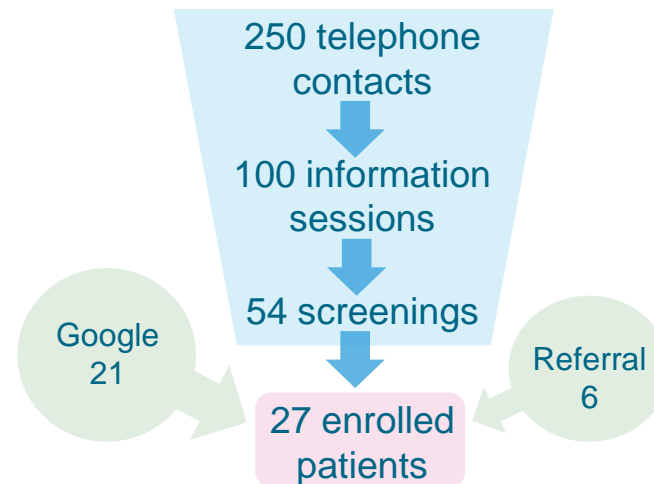 250 telephone
contacts
100 information
sessions
54 screenings
Google
21
Referral
6
27 enrolled
patients